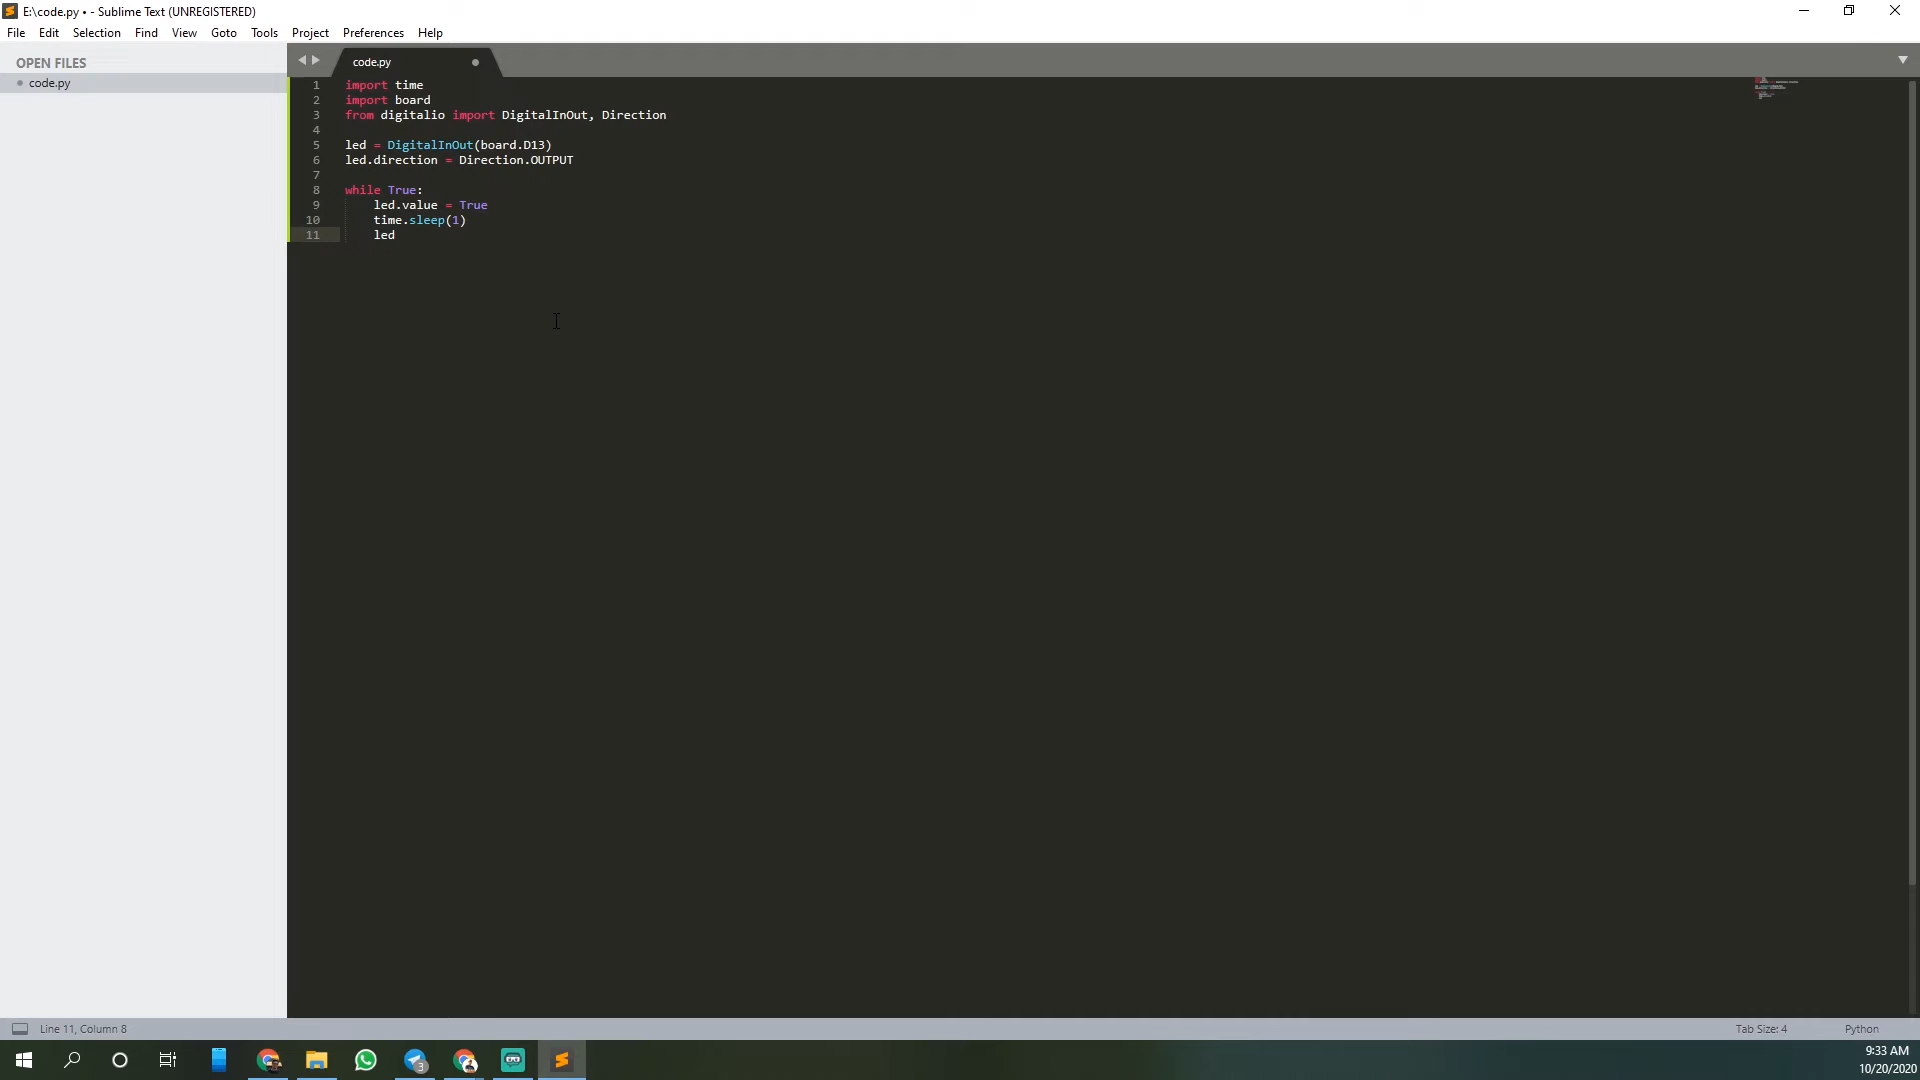 E:\code.py • - Sublime Text (UNREGISTERED)
File Edit Selection Find View Goto Tools Project Preferences Help
OPEN FILES
code.py
code.py
1 import time
2 import board
3 from digitalio import DigitalInOut, Direction
4
5 led = DigitalInOut(board.D13)
6 led.direction = Direction.OUTPUT
7
8 while True:
9 led.value = True
10 time.sleep(1)
11 led
Line 11, Column 8
Tab Size: 4
Python
3
9:33 AM
10/20/2020